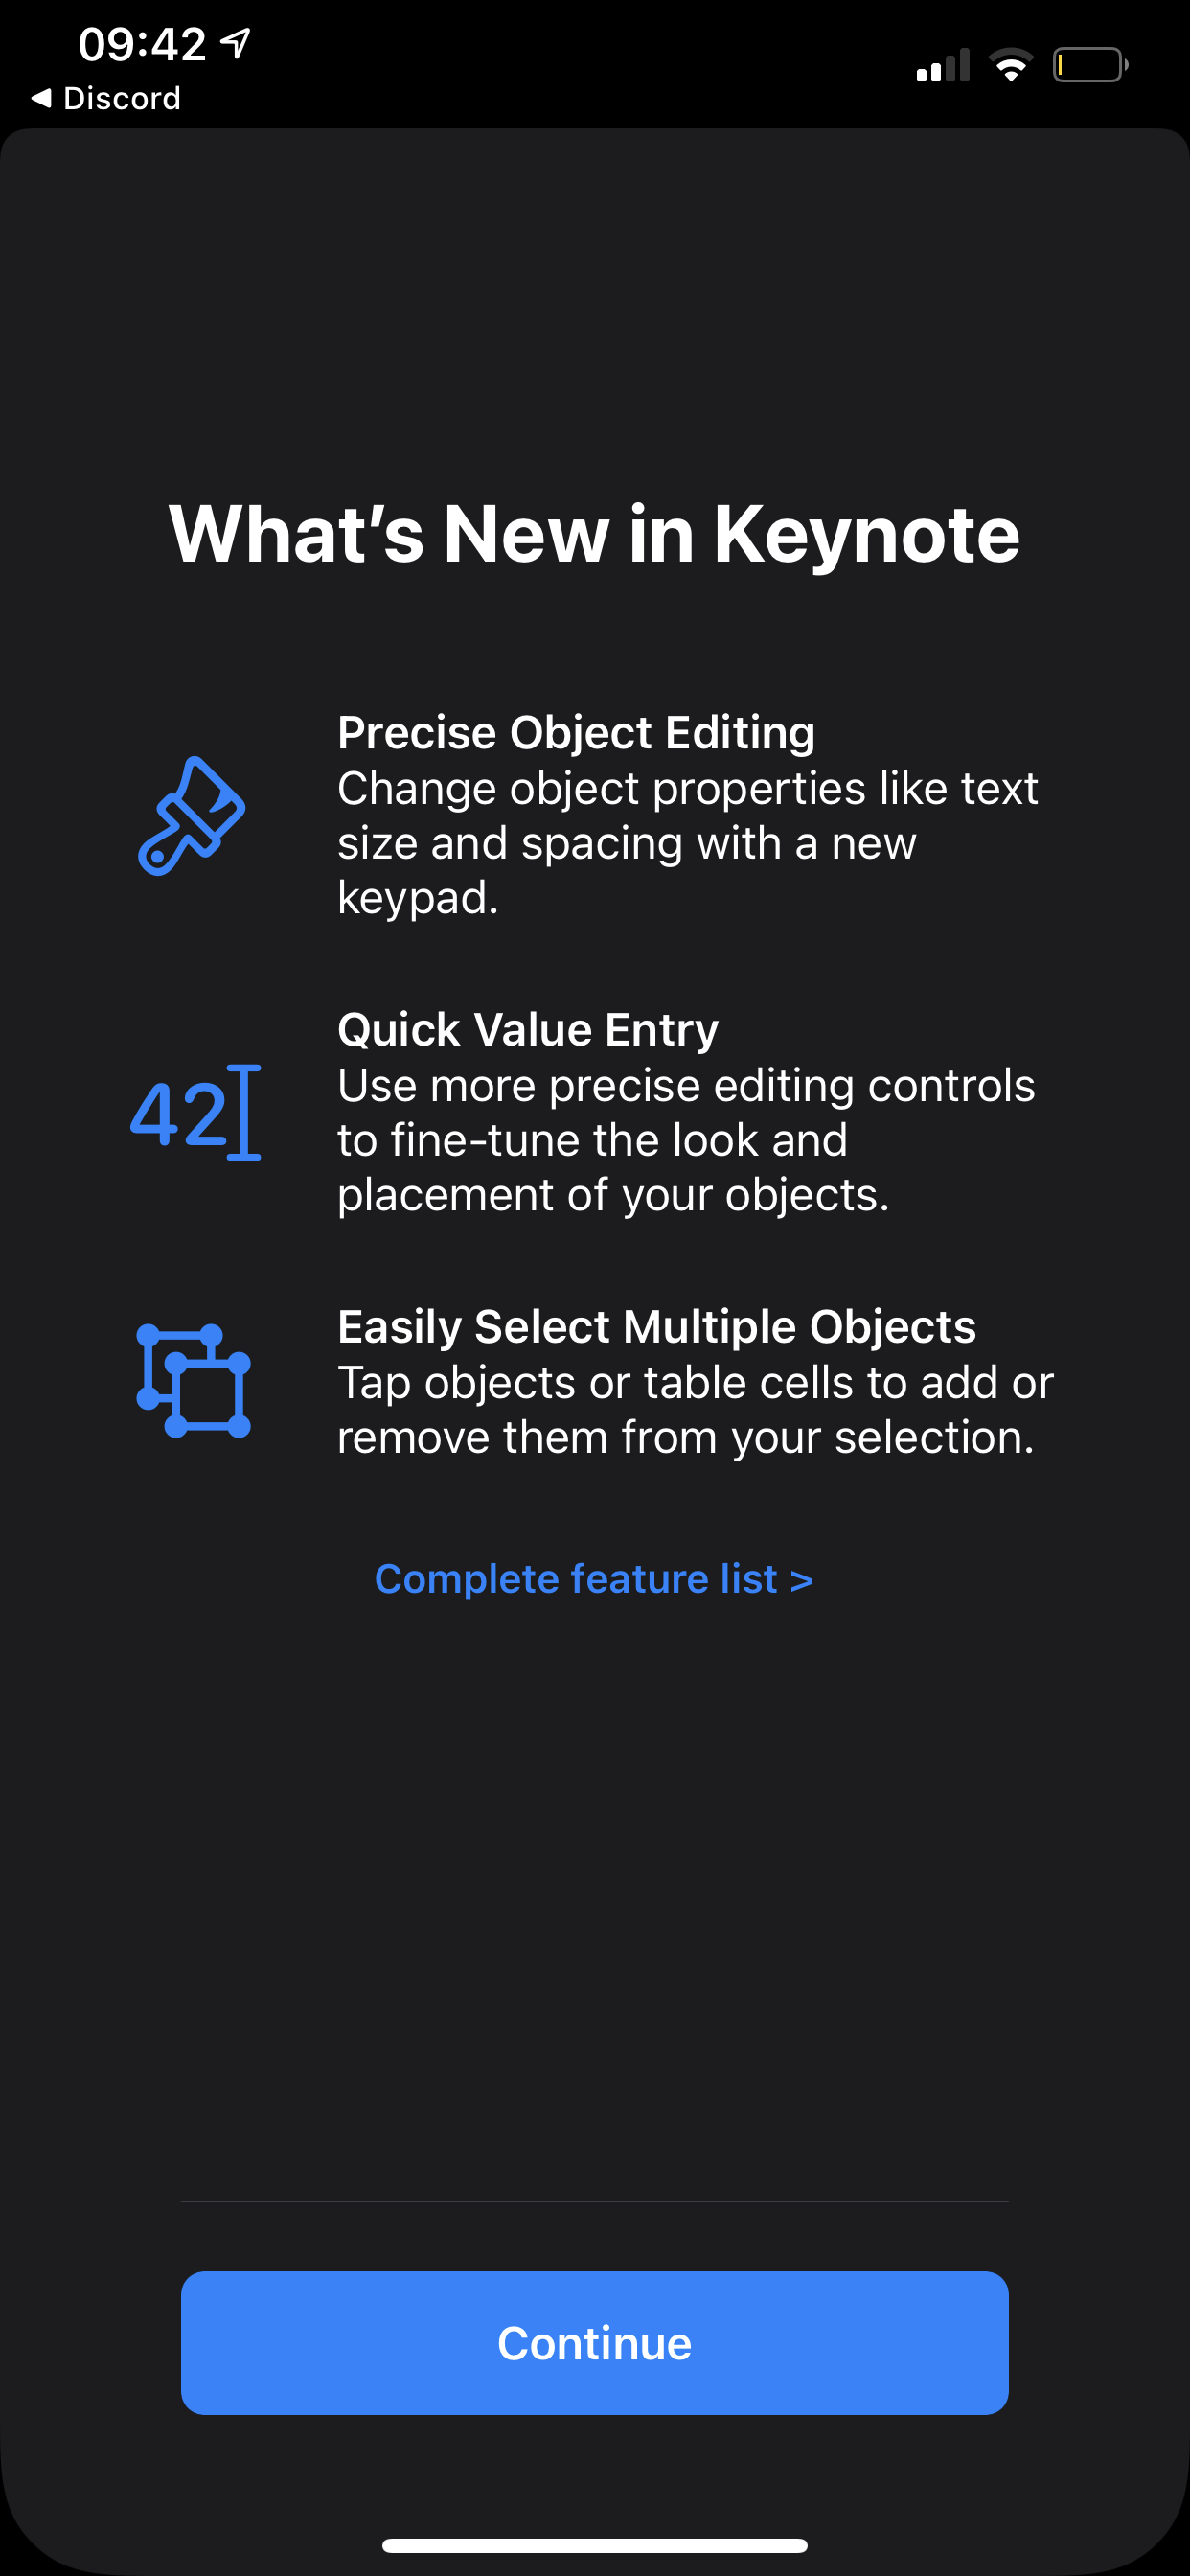 09:42
Discord
What’s New in Keynote
Precise Object Editing
Change object properties like text
size and spacing with a new
keypad.
42
Quick Value Entry
Use more precise editing controls
to fine-tune the look and
placement of your objects.
Easily Select Multiple Objects
Tap objects or table cells to add or
remove them from your selection.
Complete feature list >
Continue